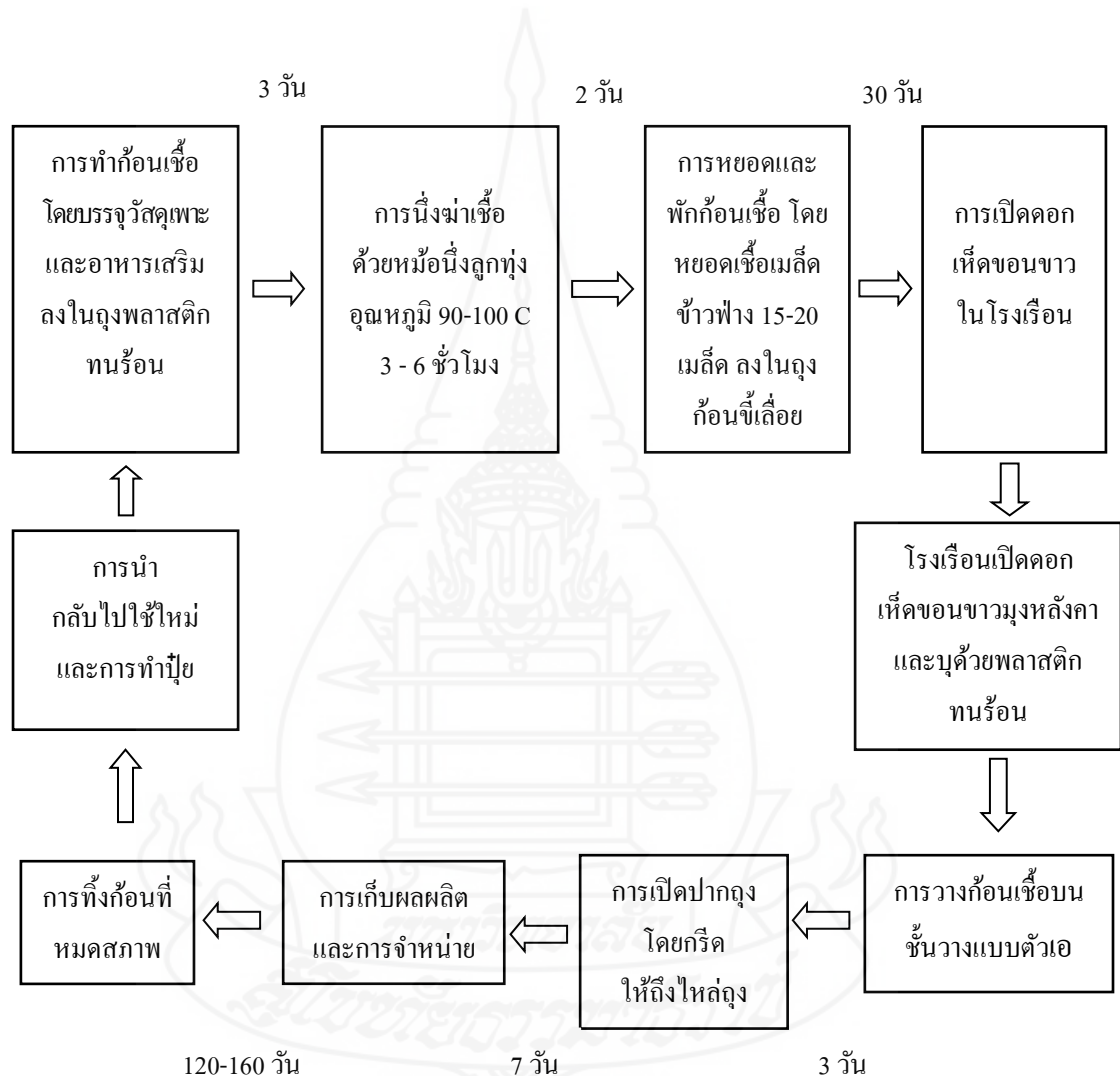 3 วัน
2 วัน
30 วัน
การทำก้อนเชื้อ
โดยบรรจุวัสดุเพาะ
และอาหารเสริม
ลงในถุงพลาสติก
ทนร้อน
การนึ่งฆ่าเชื้อ
ด้วยหม้อนึ่งลูกทุ่ง
อุณหภูมิ 90-100 C
3 - 6 ชั่วโมง
การหยอดและ
พักก้อนเชื้อ โดย
หยอดเชื้อเมล็ด
ข้าวฟ่าง 15-20
เมล็ด ลงในถุง
ก้อนขี้เลื่อย
การเปิดดอก
เห็ดขอนขาว
ในโรงเรือน
โรงเรือนเปิดดอก
เห็ดขอนขาวมุงหลังคา
และบุด้วยพลาสติก
ทนร้อน
การวางก้อนเชื้อบน
ชั้นวางแบบตัวเอ
การเปิดปากถุง
โดยกรีด
ให้ถึงไหล่ถุง
การเก็บผลผลิต
และการจำหน่าย
การทิ้งก้อนที่
หมดสภาพ
การนำ
กลับไปใช้ใหม่
และการทำปุ๋ย
120-160 วัน
7 วัน
3 วัน